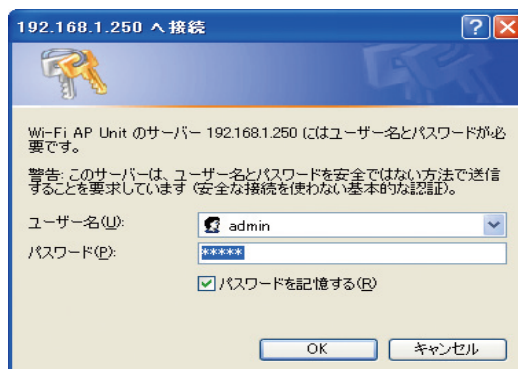 192.168.1.250 へ接続
Wi-Fi AP Unit のサーバー 192.168.1.250 にはユーザー名とパスワードが必
要です。
警告: このサーバーは、ユーザー名とパスワードを安全ではない方法で送信
することを要求しています (安全な接続を使わない基本的な認証)。
ユーザー名(U):
admin
パスワード(P):
*****
パスワードを記憶する(R)
OK
キャンセル